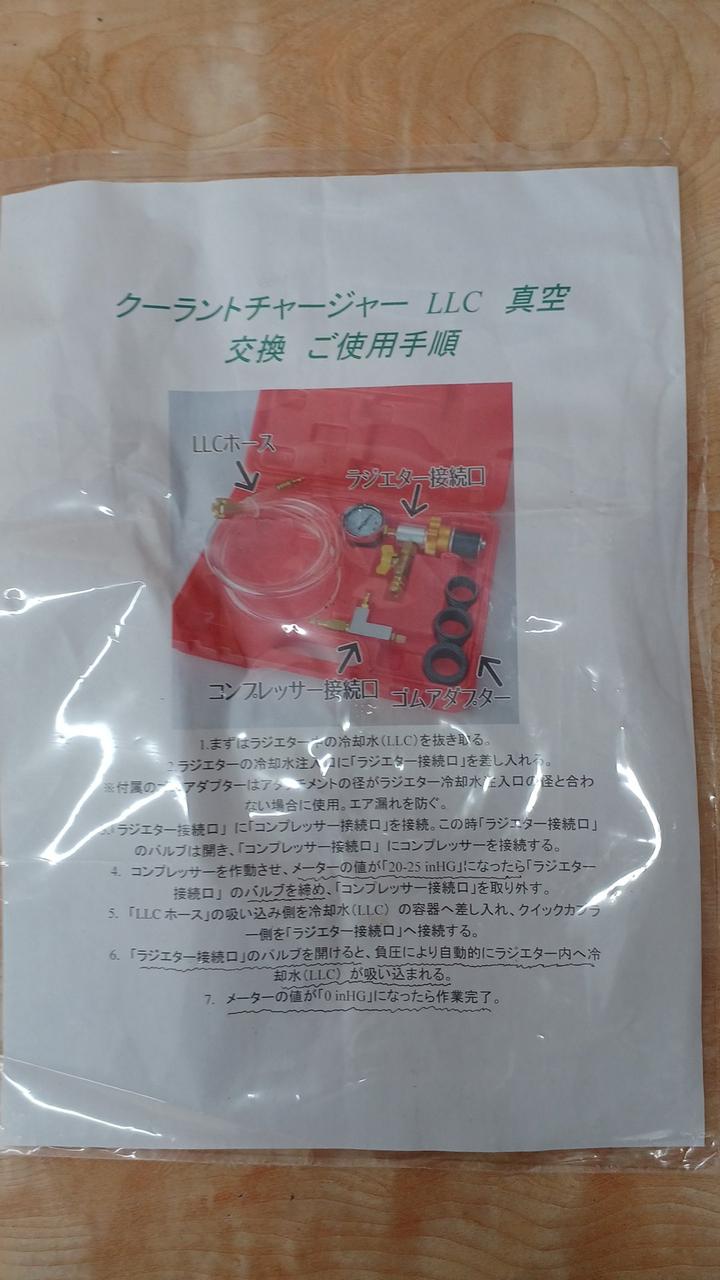 クーラントチャージャー LLC 真空
交換 ご使用手順
LLCホース
ラジエター接続口
コンプレッサー接続口
ゴムアダプター
1.まずはラジエター中の冷却水(LLC)を抜き取る。
2.ラジエターの冷却水注入口に「ラジエター接続口」を差し入れる。
※付属のゴムアダプターはアタッチメントの径がラジエター冷却水注入口の径と合わ
ない場合に使用。エア漏れを防ぐ。
3.「ラジエター接続口」に「コンプレッサー接続口」を接続。この時「ラジエター接続口」
のバルブは開き、「コンプレッサー接続口」にコンプレッサーを接続する。
4. コンプレッサーを作動させ、メーターの値が「20-25 inHG」になったら「ラジエター
接続口」のバルブを締め、「コンプレッサー接続口」を取り外す。
5. 「LLCホース」の吸い込み側を冷却水(LLC) の容器へ差し入れ、クイックカプラ
ー側を「ラジエター接続口」へ接続する。
6. 「ラジエター接続口」のバルブを開けると、負圧により自動的にラジエター内へ冷
却水(LLC) が吸い込まれる。
7. メーターの値が「0 inHG」になったら作業完了。